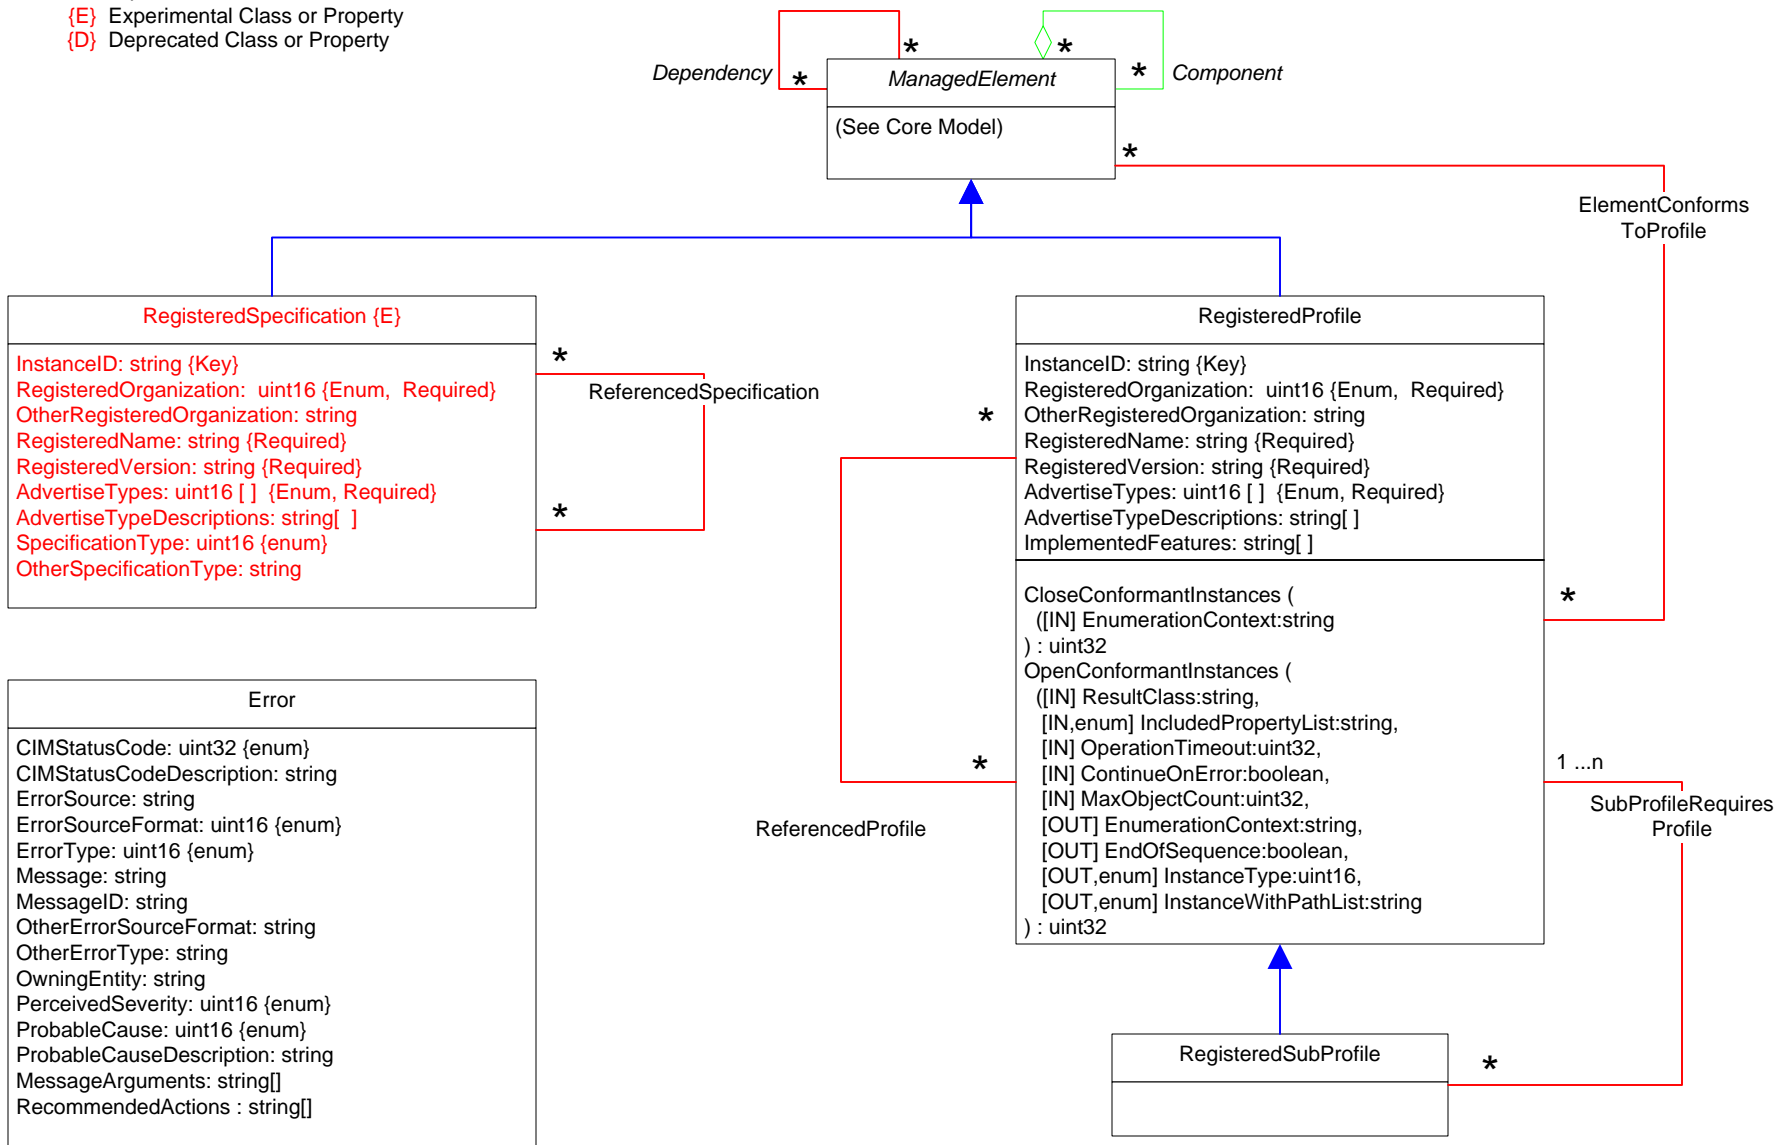 {E} Experimental Class or Property
{D} Deprecated Class or Property
Dependency
*
*
ManagedElement
(See Core Model)
*
*
Component
*
ElementConforms
ToProfile
RegisteredSpecification {E}
InstanceID: string {Key}
RegisteredOrganization:  uint16 {Enum,  Required}
OtherRegisteredOrganization: string
RegisteredName: string {Required}
RegisteredVersion: string {Required}
AdvertiseTypes: uint16 [ ]  {Enum, Required}
AdvertiseTypeDescriptions: string[  ]
SpecificationType: uint16 {enum}
OtherSpecificationType: string
*
ReferencedSpecification
*
RegisteredProfile
InstanceID: string {Key}
RegisteredOrganization:  uint16 {Enum,  Required}
OtherRegisteredOrganization: string
RegisteredName: string {Required}
RegisteredVersion: string {Required}
AdvertiseTypes: uint16 [ ]  {Enum, Required}
AdvertiseTypeDescriptions: string[ ]
ImplementedFeatures: string[ ]
CloseConformantInstances (
([IN] EnumerationContext:string
) : uint32
OpenConformantInstances (
([IN] ResultClass:string,
[IN,enum] IncludedPropertyList:string,
[IN] OperationTimeout:uint32,
[IN] ContinueOnError:boolean,
[IN] MaxObjectCount:uint32,
[OUT] EnumerationContext:string,
[OUT] EndOfSequence:boolean,
[OUT,enum] InstanceType:uint16,
[OUT,enum] InstanceWithPathList:string
) : uint32
*
*
ReferencedProfile
*
1 ...n
SubProfileRequires
Profile
*
RegisteredSubProfile
Error
CIMStatusCode: uint32 {enum}
CIMStatusCodeDescription: string
ErrorSource: string
ErrorSourceFormat: uint16 {enum}
ErrorType: uint16 {enum}
Message: string
MessageID: string
OtherErrorSourceFormat: string
OtherErrorType: string
OwningEntity: string
PerceivedSeverity: uint16 {enum}
ProbableCause: uint16 {enum}
ProbableCauseDescription: string
MessageArguments: string[]
RecommendedActions : string[]